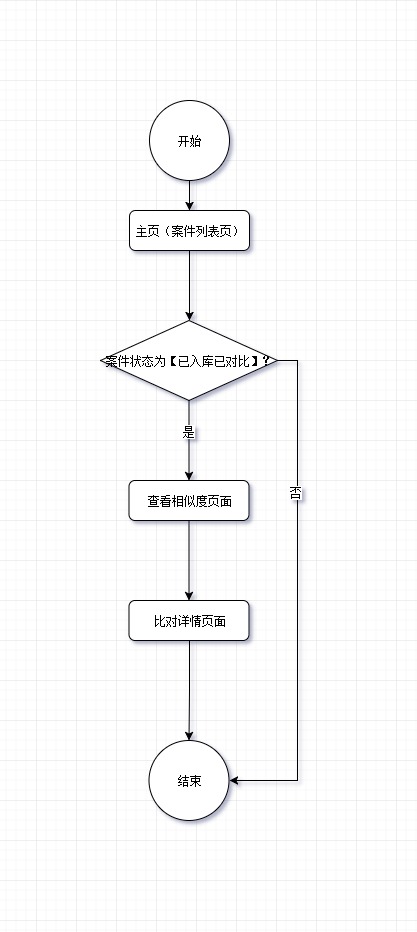 开始
主页（案件列表页）
案件状态为【已入库已对比】？
是
否
查看相似度页面
比对详情页面
结束